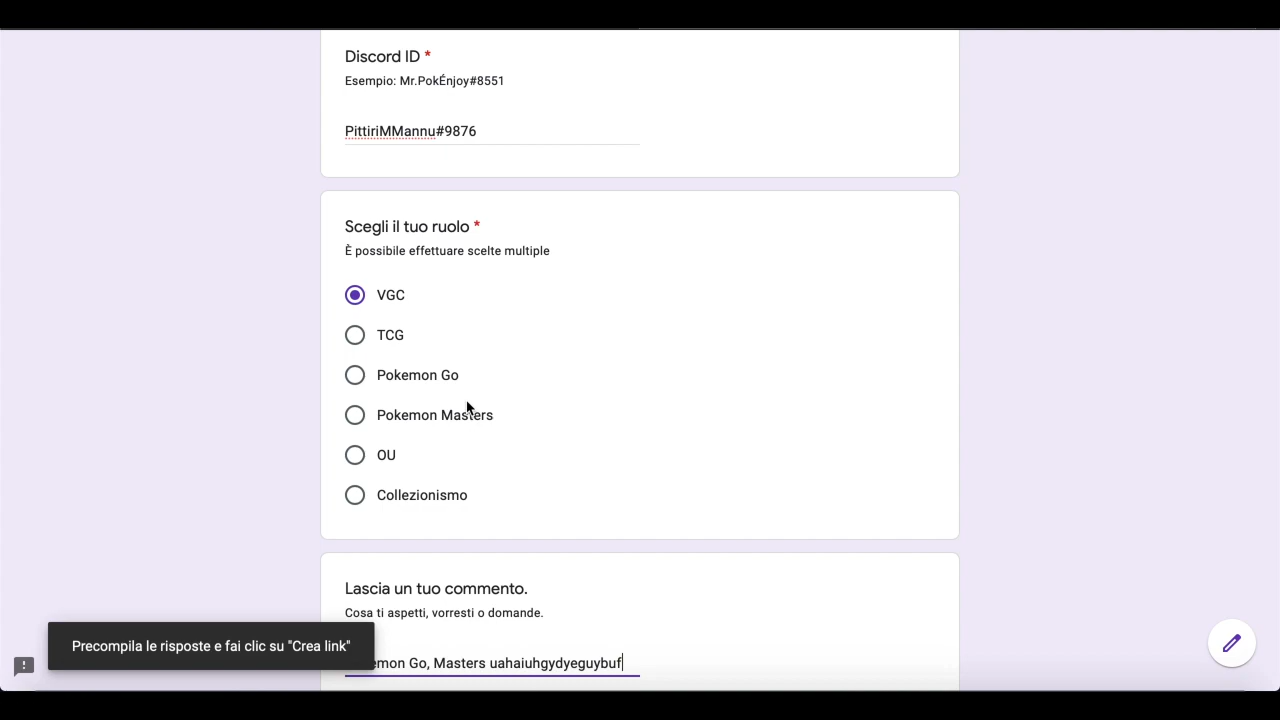 Discord ID *
Esempio: Mr.PokÉnjoy#8551
PittiriMMannu#9876
Scegli il tuo ruolo *
È possibile effettuare scelte multiple
VGC
TCG
Pokemon Go
Pokemon Masters
OU
Collezionismo
Lascia un tuo commento.
Cosa ti aspetti, vorresti o domande.
Precompila le risposte e fai clic su "Crea link"
emon Go, Masters uahaiuhgydyeguybuf